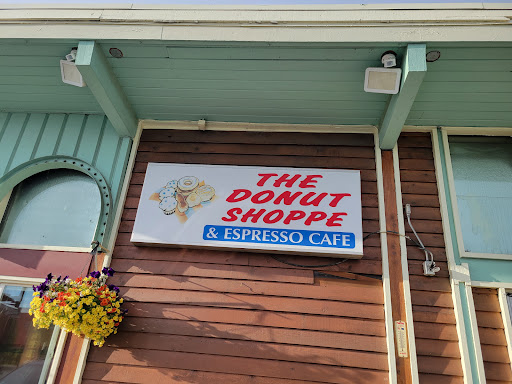 THE
DONUT
SHOPPE
& ESPRESSO CAFE